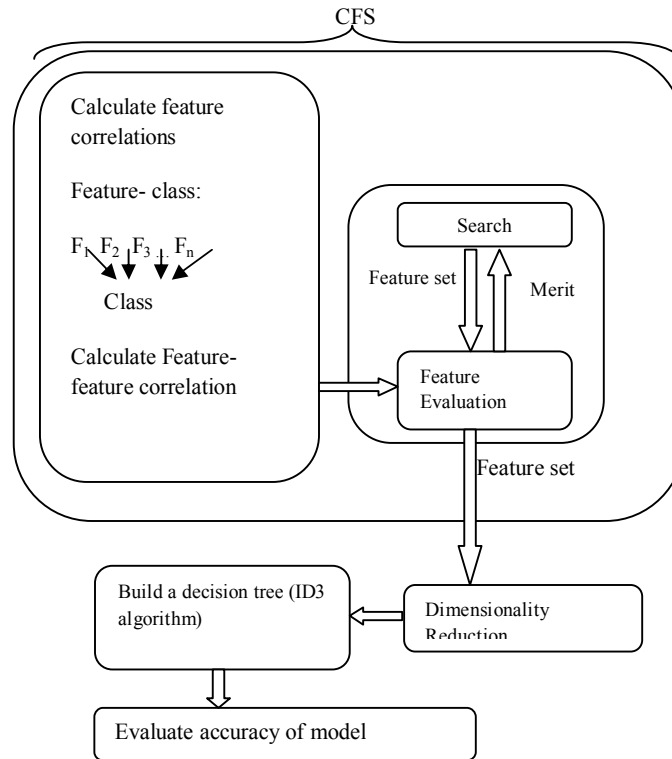 CFS
Calculate feature
correlations
Feature- class:
F1 F2 F3 ... Fn
Class
Calculate Feature-
feature correlation
Search
Feature set
Merit
Feature
Evaluation
Feature set
Build a decision tree (ID3
algorithm)
Dimensionality
Reduction
Evaluate accuracy of model